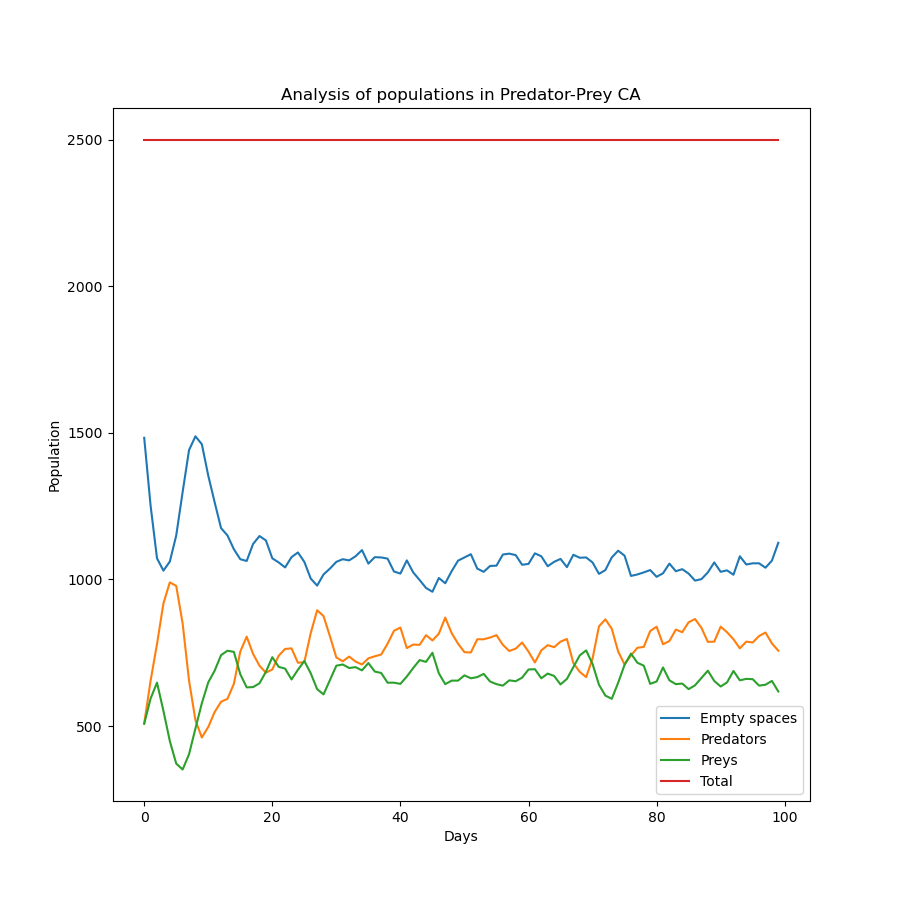 Analysis of populations in Predator-Prey CA
2500
2000
1500
1000
500
Population
0
20
40
60
80
100
Days
Empty spaces
Predators
Preys
Total